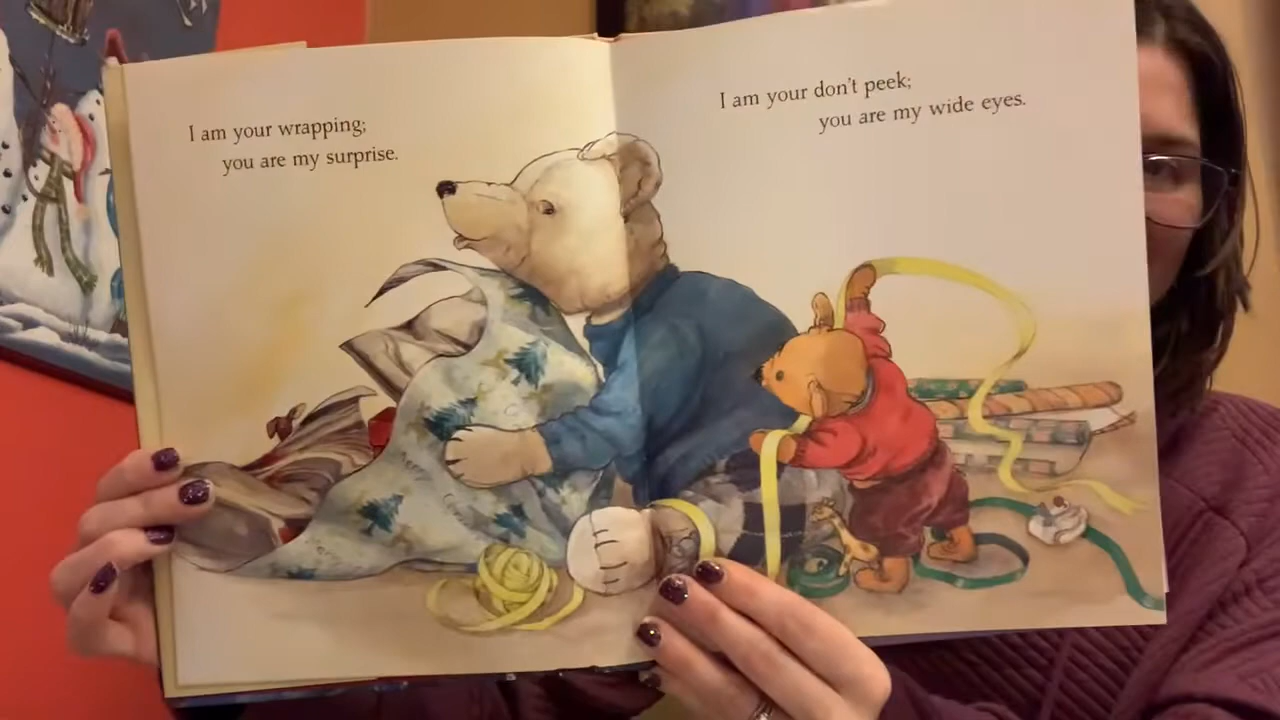 I am your wrapping;
you are my surprise.
I am your don't peek;
you are my wide eyes.